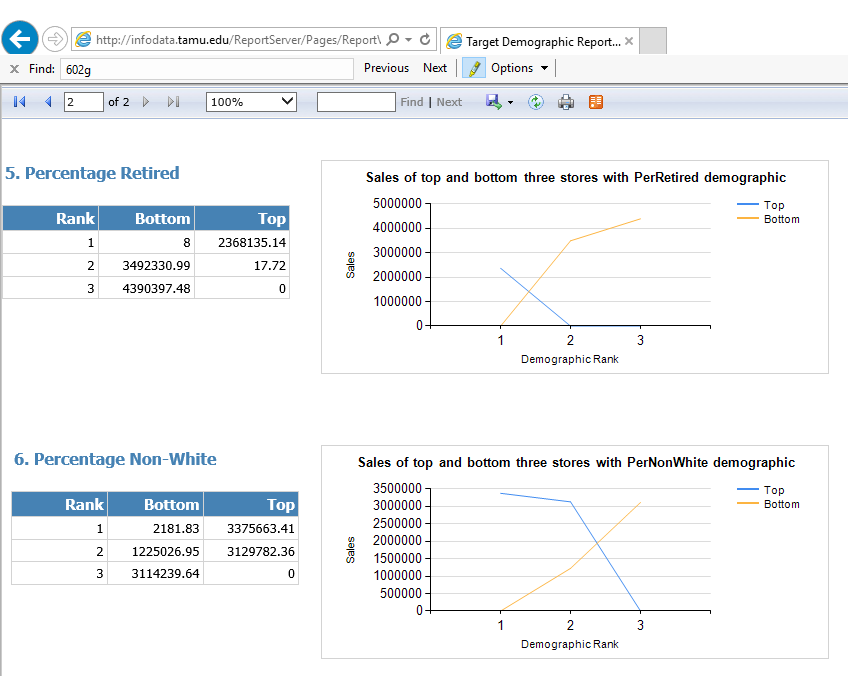 http://infodata.tamu.edu/ReportServer/Pages/Report\
Target Demographic Report... ×
x Find: 602g Previous Next Options
2 of 2 100% Find | Next
5. Percentage Retired
Rank Bottom Top
1 8 2368135.14
2 3492330.99 17.72
3 4390397.48 0
Sales of top and bottom three stores with PerRetired demographic
5000000
4000000
3000000
2000000
1000000
0
Sales
1 2 3
Demographic Rank
Top
Bottom
6. Percentage Non-White
Rank Bottom Top
1 2181.83 3375663.41
2 1225026.95 3129782.36
3 3114239.64 0
Sales of top and bottom three stores with PerNonWhite demographic
3500000
3000000
2500000
2000000
1500000
1000000
500000
0
Sales
1 2 3
Demographic Rank
Top
Bottom